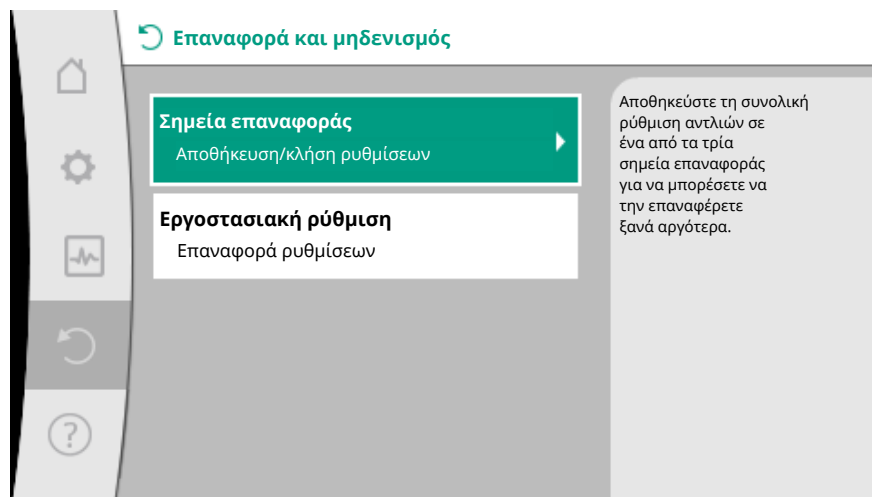 Επαναφορά και μηδενισμός
Σημεία επαναφοράς
Αποθήκευση/κλήση ρυθμίσεων
Εργοστασιακή ρύθμιση
Επαναφορά ρυθμίσεων
Αποθηκεύστε τη συνολική
ρύθμιση αντλιών σε
ένα από τα τρία
σημεία επαναφοράς
για να μπορέσετε να
την επαναφέρετε
ξανά αργότερα.